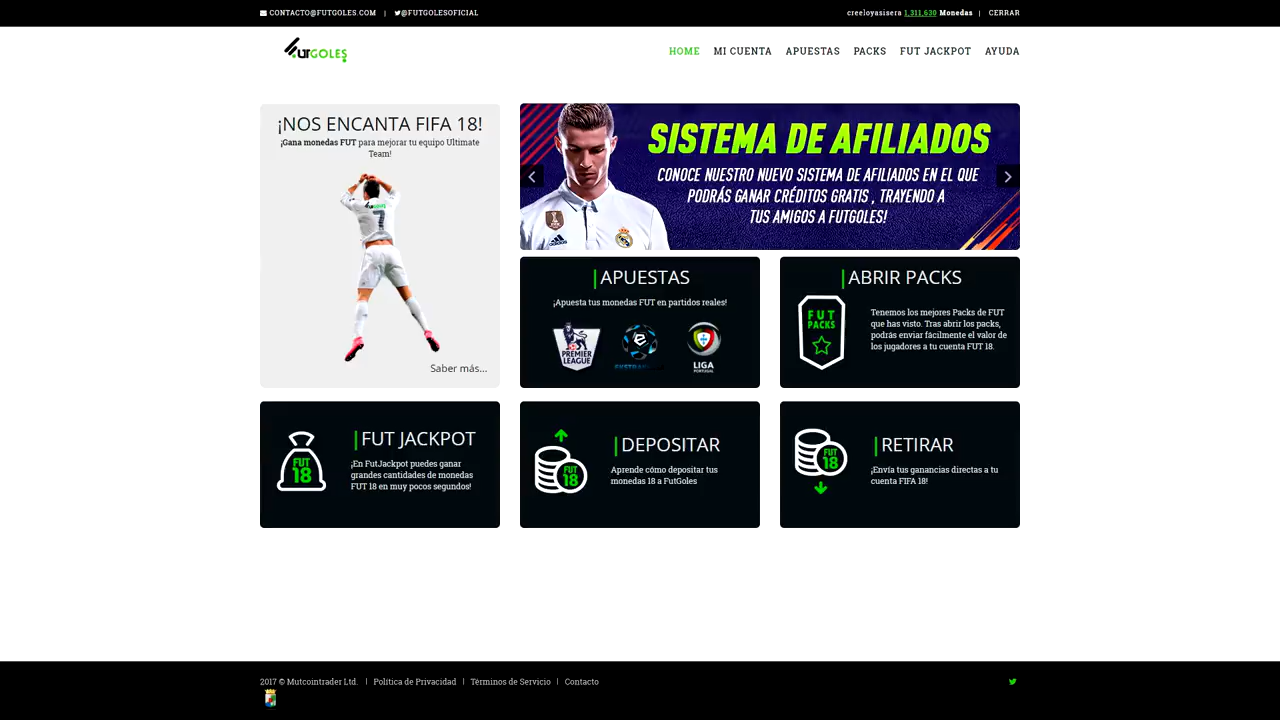 CONTACTO@FUTGOLES.COM | @FUTGOLESOFICIAL
creeloyasisera 1,311,630 Monedas | CERRAR
FUTGOLES
HOME MI CUENTA APUESTAS PACKS FUT JACKPOT AYUDA
¡NOS ENCANTA FIFA 18!
¡Gana monedas FUT para mejorar tu equipo Ultimate
Team!
7
Saber más...
SISTEMA DE AFILIADOS
CONOCE NUESTRO NUEVO SISTEMA DE AFILIADOS EN EL QUE
PODRÁS GANAR CRÉDITOS GRATIS , TRAYENDO A
TUS AMIGOS A FUTGOLES!
|APUESTAS
¡Apuesta tus monedas FUT en partidos reales!
PREMIER
LEAGUE
LIGA
PORTUGAL
|ABRIR PACKS
FUT
PACKS
Tenemos los mejores Packs de FUT
que has visto. Tras abrir los packs,
podrás enviar fácilmente el valor de
los jugadores a tu cuenta FUT 18.
|FUT JACKPOT
FUT
18
¡En FutJackpot puedes ganar
grandes cantidades de monedas
FUT 18 en muy pocos segundos!
|DEPOSITAR
FUT
18
Aprende cómo depositar tus
monedas 18 a FutGoles
|RETIRAR
FUT
18
¡Envía tus ganancias directas a tu
cuenta FIFA 18!
2017 © Mutcointrader Ltd. | Política de Privacidad | Términos de Servicio | Contacto